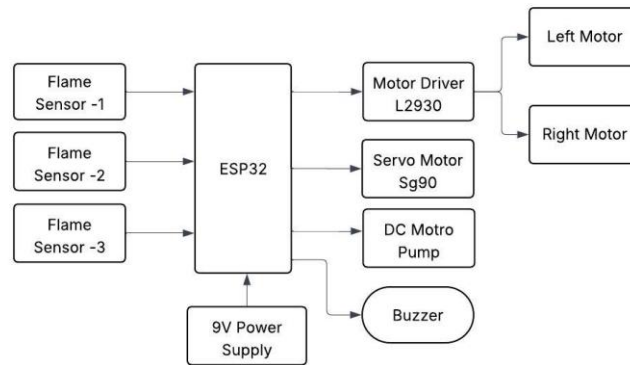 Flame
Sensor -1
Flame
Sensor -2
Flame
Sensor -3
ESP32
9V Power
Supply
Motor Driver
L2930
Servo Motor
Sg90
DC Motro
Pump
Buzzer
Left Motor
Right Motor